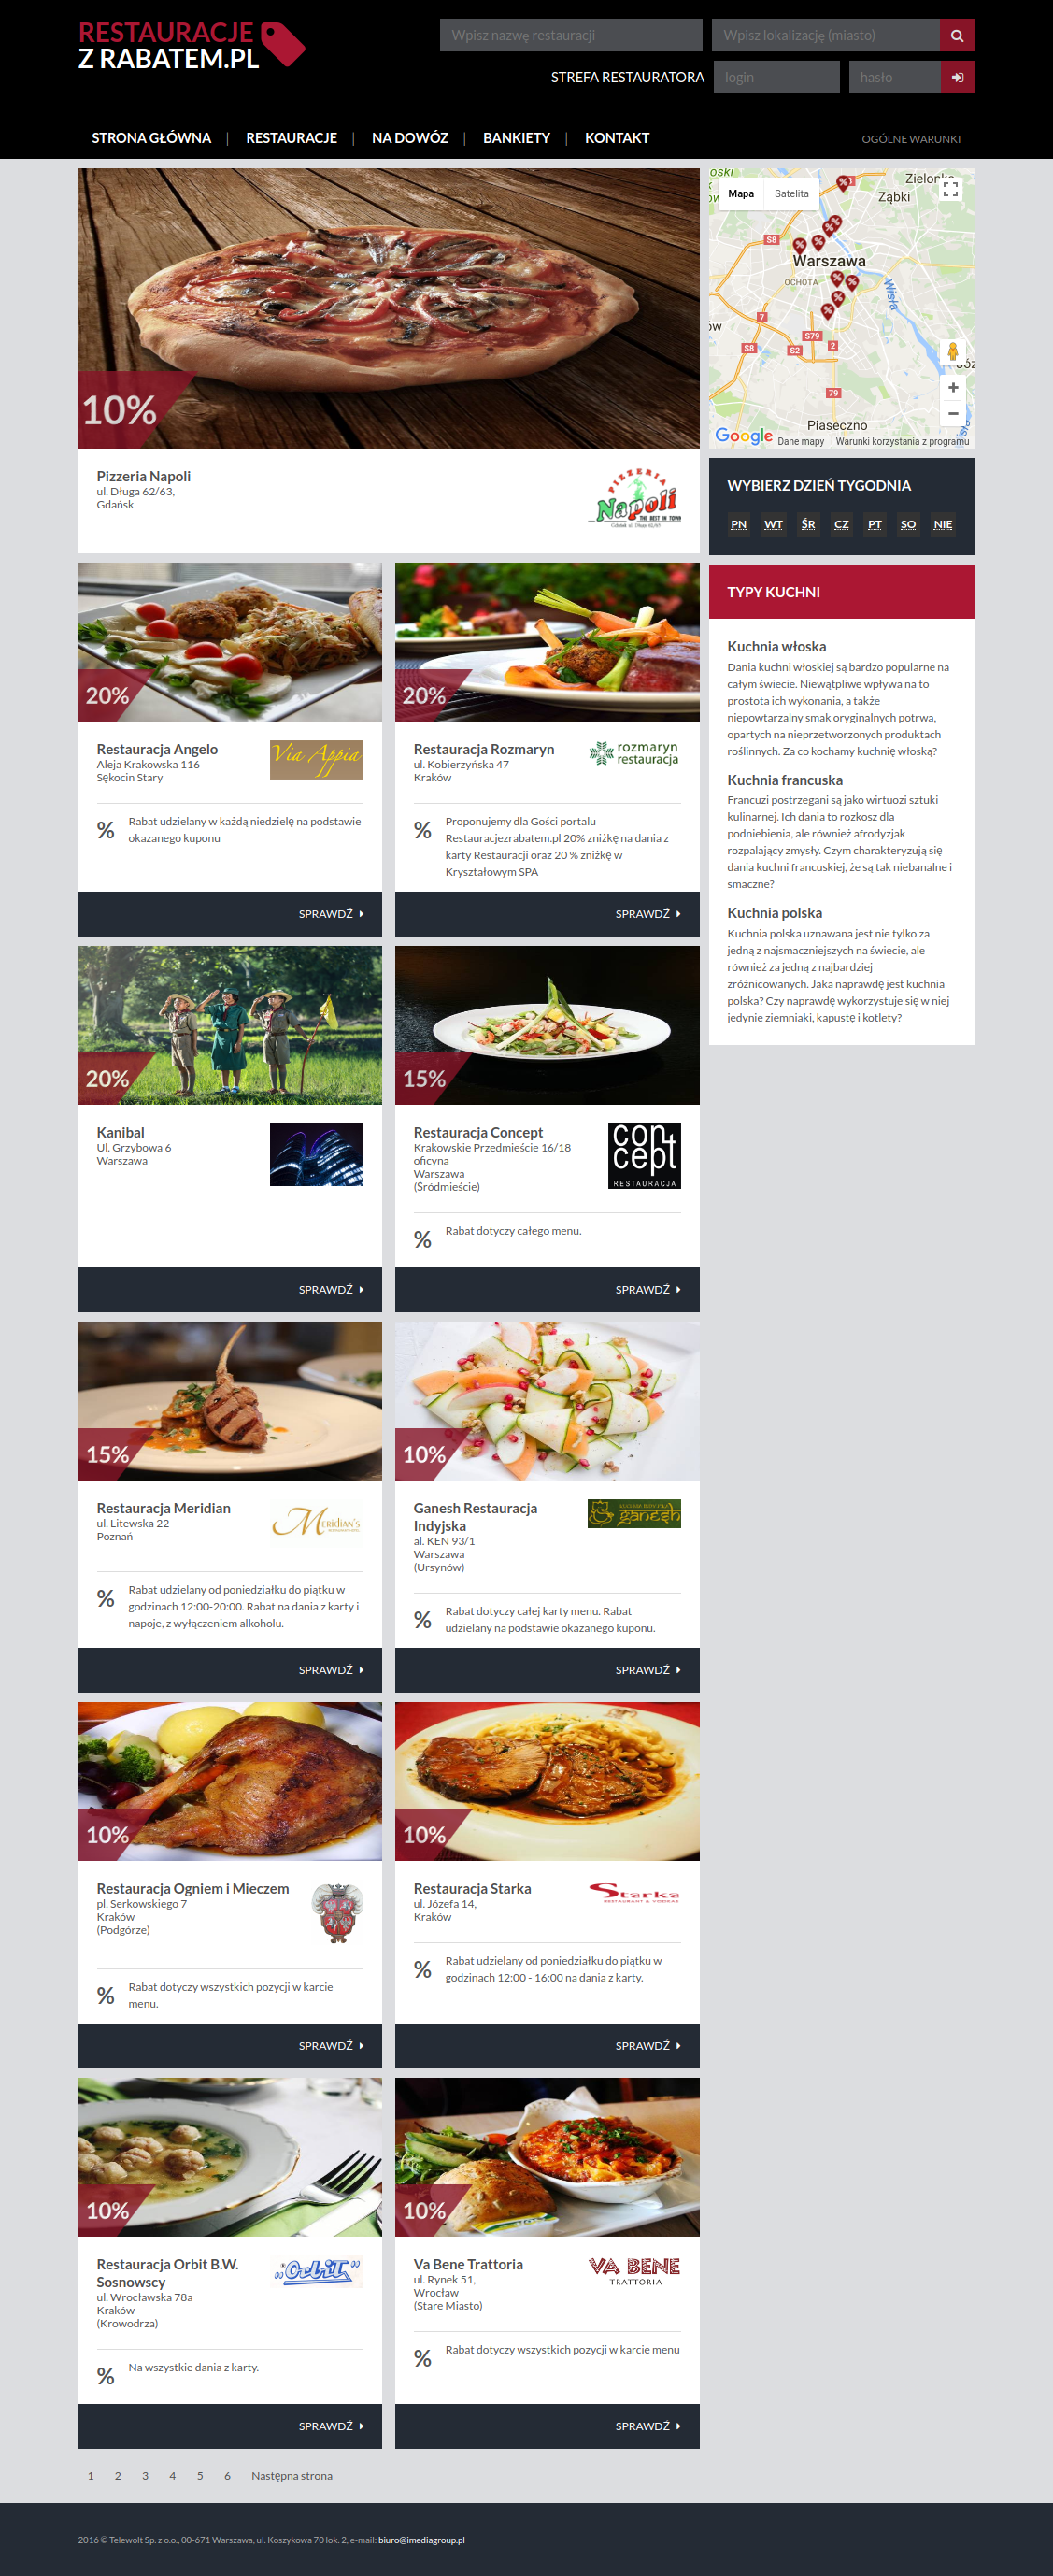 RESTAURACJE
Z RABATEM.PL
Wpisz nazwę restauracji
Wpisz lokalizację (miasto)
STREFA RESTAURATORA
login
hasło
STRONA GŁÓWNA | RESTAURACJE | NA DOWÓZ | BANKIETY | KONTAKT
OGÓLNE WARUNKI
10%
Pizzeria Napoli
ul. Długa 62/63,
Gdańsk
PIZZERIA
Napoli
THE BEST IN TOWN
Mapa
Satelita
Zielonka
Ząbki
S8
Warszawa
OCHOTA
Wisła
7
S79
S8
S2
2
79
Piaseczno
Google
Dane mapy
Warunki korzystania z programu
WYBIERZ DZIEŃ TYGODNIA
PN WT ŚR CZ PT SO NIE
TYPY KUCHNI
Kuchnia włoska
Dania kuchni włoskiej są bardzo popularne na
całym świecie. Niewątpliwe wpływa na to
prostota ich wykonania, a także
niepowtarzalny smak oryginalnych potrwa,
opartych na nieprzetworzonych produktach
roślinnych. Za co kochamy kuchnię włoską?
Kuchnia francuska
Francuzi postrzegani są jako wirtuozi sztuki
kulinarnej. Ich dania to rozkosz dla
podniebienia, ale również afrodyzjak
rozpalający zmysły. Czym charakteryzują się
dania kuchni francuskiej, że są tak niebanalne i
smaczne?
Kuchnia polska
Kuchnia polska uznawana jest nie tylko za
jedną z najsmaczniejszych na świecie, ale
również za jedną z najbardziej
zróżnicowanych. Jaka naprawdę jest kuchnia
polska? Czy naprawdę wykorzystuje się w niej
jedynie ziemniaki, kapustę i kotlety?
20%
Restauracja Angelo
Aleja Krakowska 116
Sękocin Stary
Via Appia
% Rabat udzielany w każdą niedzielę na podstawie
okazanego kuponu
SPRAWDŹ
20%
Restauracja Rozmaryn
ul. Kobierzyńska 47
Kraków
rozmaryn
restauracja
% Proponujemy dla Gości portalu
Restauracjezrabatem.pl 20% zniżkę na dania z
karty Restauracji oraz 20 % zniżkę w
Kryształowym SPA
SPRAWDŹ
20%
Kanibal
Ul. Grzybowa 6
Warszawa
SPRAWDŹ
15%
Restauracja Concept
Krakowskie Przedmieście 16/18
oficyna
Warszawa
(Śródmieście)
concept
RESTAURACJA
% Rabat dotyczy całego menu.
SPRAWDŹ
15%
Restauracja Meridian
ul. Litewska 22
Poznań
Meridian's
% Rabat udzielany od poniedziałku do piątku w
godzinach 12:00-20:00. Rabat na dania z karty i
napoje, z wyłączeniem alkoholu.
SPRAWDŹ
10%
Ganesh Restauracja
Indyjska
al. KEN 93/1
Warszawa
(Ursynów)
ganesh
% Rabat dotyczy całej karty menu. Rabat
udzielany na podstawie okazanego kuponu.
SPRAWDŹ
10%
Restauracja Ogniem i Mieczem
pl. Serkowskiego 7
Kraków
(Podgórze)
% Rabat dotyczy wszystkich pozycji w karcie
menu.
SPRAWDŹ
10%
Restauracja Starka
ul. Józefa 14,
Kraków
Starka
RESTAURANT & VODKAS
% Rabat udzielany od poniedziałku do piątku w
godzinach 12:00 - 16:00 na dania z karty.
SPRAWDŹ
10%
Restauracja Orbit B.W.
Sosnowscy
ul. Wrocławska 78a
Kraków
(Krowodrza)
„Orbit”
% Na wszystkie dania z karty.
SPRAWDŹ
10%
Va Bene Trattoria
ul. Rynek 51,
Wrocław
(Stare Miasto)
VA BENE
TRATTORIA
% Rabat dotyczy wszystkich pozycji w karcie menu
SPRAWDŹ
1 2 3 4 5 6 Następna strona
2016 © Telewolt Sp. z o.o., 00-671 Warszawa, ul. Koszykowa 70 lok. 2, e-mail: biuro@imediagroup.pl